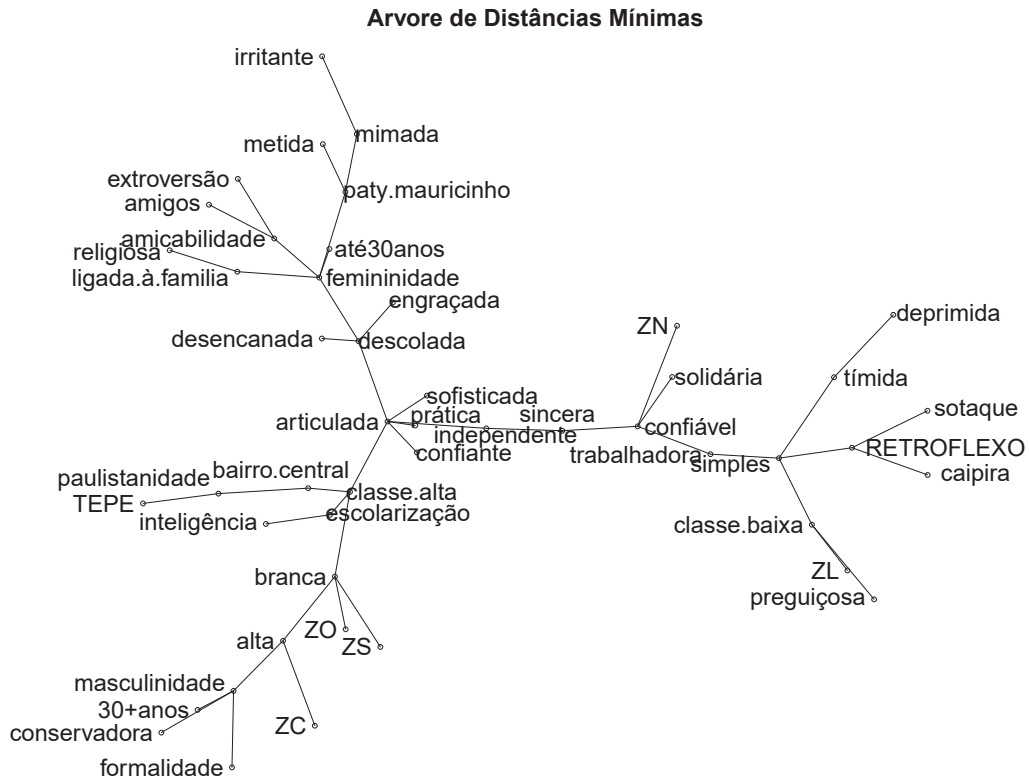 Arvore de Distâncias Mínimas
irritante
mimada
metida
extroversão
paty.mauricinho
amigos
amicabilidade
até30anos
religiosa
ligada.à.familia
femininidade
engraçada
deprimida
ZN
desencanada
descolada
solidária
tímida
sofisticada
sotaque
prática
sincera
articulada
independente
confiável
confiante
trabalhadora
simples
RETROFLEXO
caipira
bairro.central
paulistanidade
classe.alta
TEPE
escolarização
inteligência
classe.baixa
ZL
branca
preguiçosa
ZO
ZS
alta
masculinidade
30+anos
ZC
conservadora
formalidade